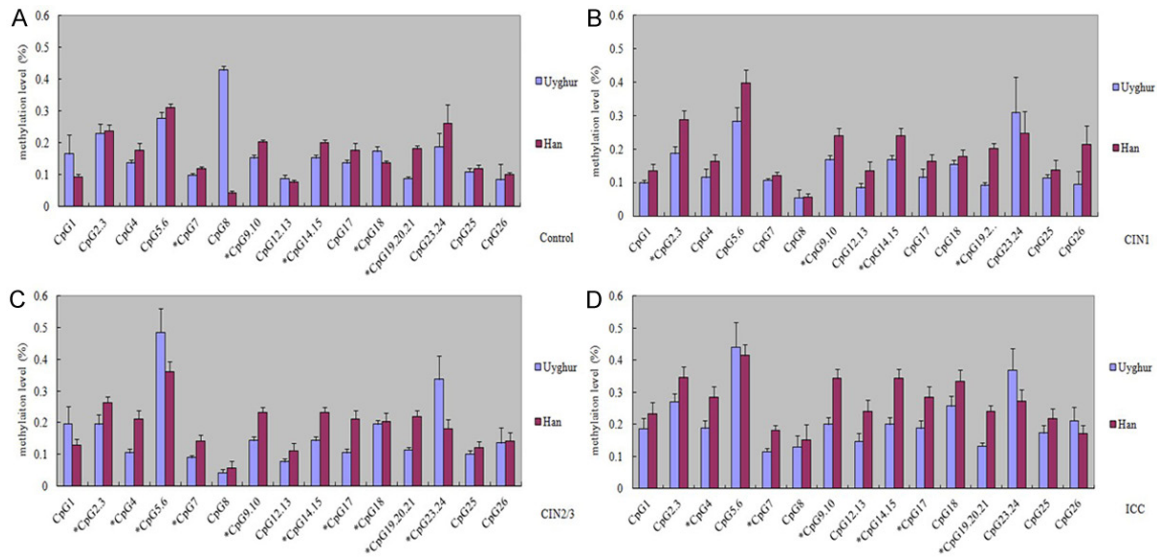 A
methylation level (%)
0.6
0.5
0.4
0.3
0.2
0.1
0
CpG1
CpG2.3
CpG4
CpG5.6
*CpG7
CpG8
*CpG9.10
CpG12.13
*CpG14.15
CpG17
*CpG18
*CpG19.20.21
CpG23.24
CpG25
CpG26
Uyghur
Han
Control
B
methylation level (%)
0.6
0.5
0.4
0.3
0.2
0.1
0
CpG1
*CpG2.3
CpG4
CpG5.6
CpG7
CpG8
*CpG9.10
CpG12.13
*CpG14.15
CpG17
CpG18
*CpG19.2..
CpG23.24
CpG25
CpG26
Uyghur
Han
CIN1
C
methylaiton level (%)
0.6
0.5
0.4
0.3
0.2
0.1
0
CpG1
*CpG2.3
*CpG4
*CpG5.6
*CpG7
CpG8
*CpG9.10
CpG12.13
*CpG14.15
*CpG17
*CpG18
*CpG19.20.21
*CpG23.24
CpG25
CpG26
Uyghur
Han
CIN2/3
D
methylaiton level (%)
0.6
0.5
0.4
0.3
0.2
0.1
0
CpG1
CpG2.3
*CpG4
CpG5.6
*CpG7
CpG8
*CpG9.10
CpG12.13
*CpG14.15
*CpG17
CpG18
*CpG19.20.21
CpG23.24
CpG25
CpG26
Uyghur
Han
ICC